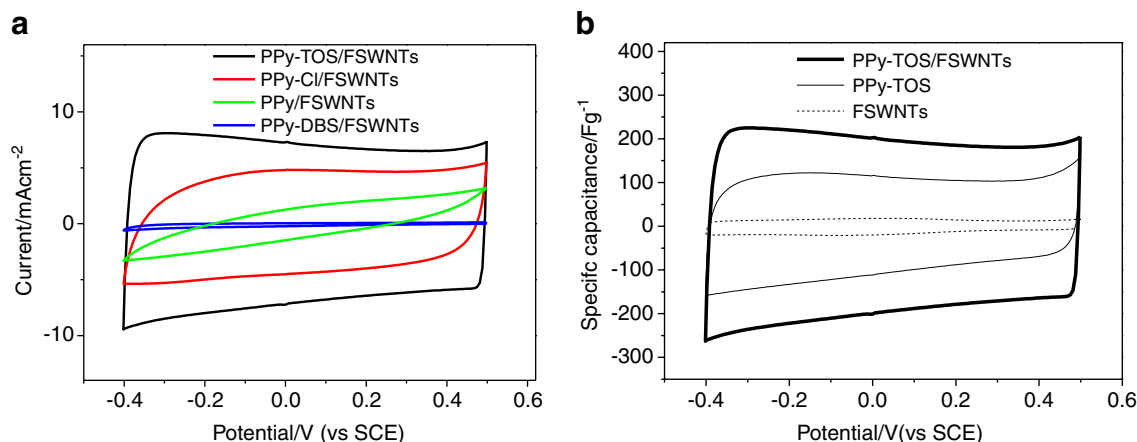 a
PPy-TOS/FSWNTs
PPy-Cl/FSWNTs
PPy/FSWNTs
PPy-DBS/FSWNTs
10
0
-10
Current/mAcm-2
-0.4 -0.2 0.0 0.2 0.4 0.6
Potential/V (vs SCE)
b
PPy-TOS/FSWNTs
PPy-TOS
FSWNTs
400
300
200
100
0
-100
-200
-300
Specifc capacitance/Fg-1
-0.4 -0.2 0.0 0.2 0.4 0.6
Potential/V(vs SCE)